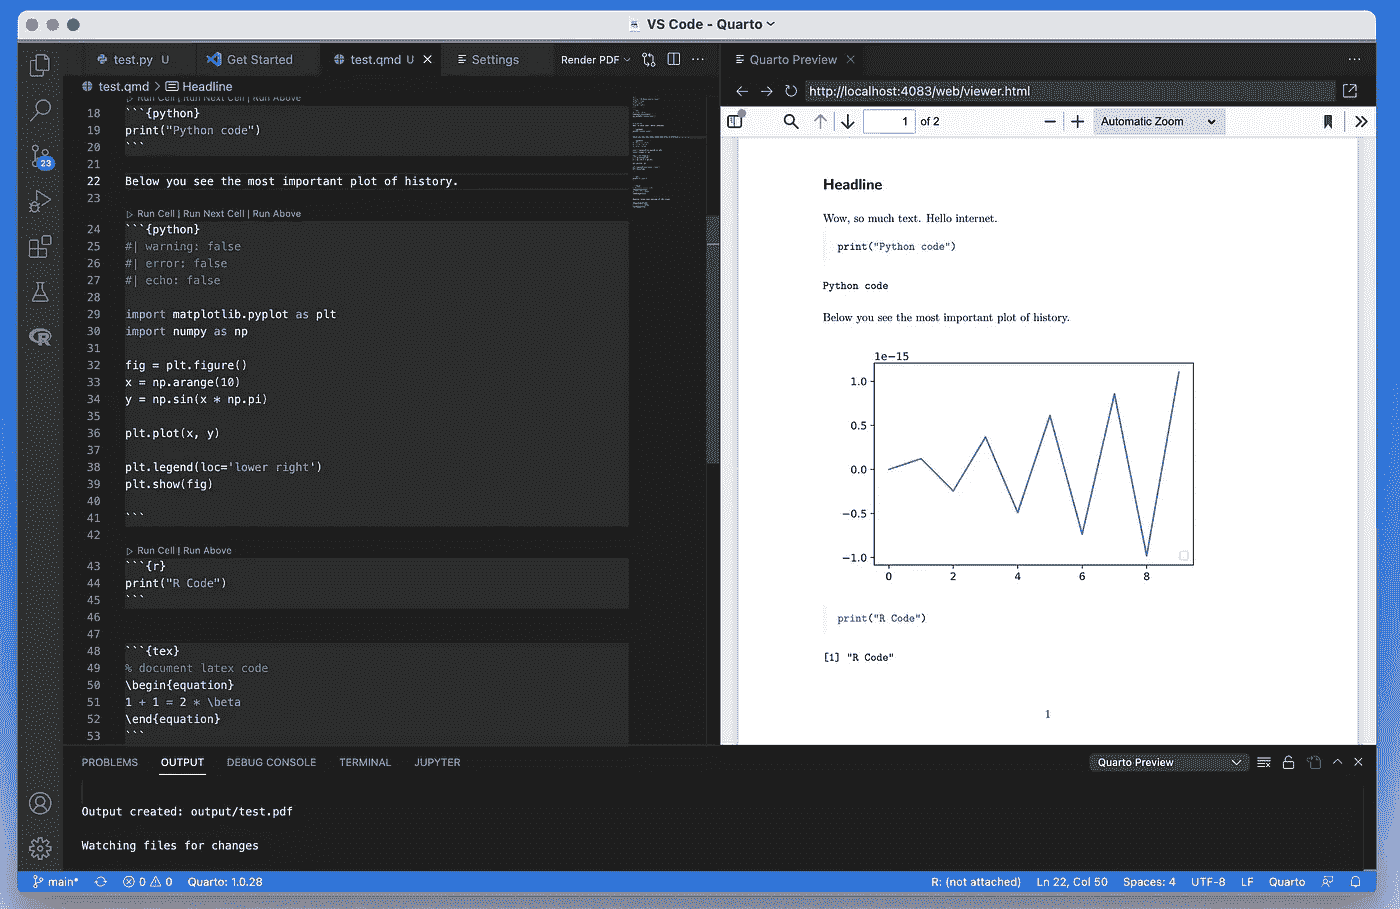 VS Code - Quarto
test.py U
Get Started
test.qmd U
Settings
Render PDF
test.qmd > Headline
Run Cell | Run Next Cell | Run Above
18 ```{python}
19 print("Python code")
20 ```
21
22 Below you see the most important plot of history.
23
Run Cell | Run Next Cell | Run Above
24 ```{python}
25 #| warning: false
26 #| error: false
27 #| echo: false
28
29 import matplotlib.pyplot as plt
30 import numpy as np
31
32 fig = plt.figure()
33 x = np.arange(10)
34 y = np.sin(x * np.pi)
35
36 plt.plot(x, y)
37
38 plt.legend(loc='lower right')
39 plt.show(fig)
40
41 ```
42
Run Cell | Run Above
43 ```{r}
44 print("R Code")
45 ```
46
47
48 ```{tex}
49 % document latex code
50 \begin{equation}
51 1 + 1 = 2 * \beta
52 \end{equation}
53 ```
23
Quarto Preview
http://localhost:4083/web/viewer.html
1 of 2
Automatic Zoom
Headline
Wow, so much text. Hello internet.
print("Python code")
Python code
Below you see the most important plot of history.
1e−15
1.0
0.5
0.0
−0.5
−1.0
0 2 4 6 8
print("R Code")
[1] "R Code"
1
PROBLEMS OUTPUT DEBUG CONSOLE TERMINAL JUPYTER
Quarto Preview
Output created: output/test.pdf
Watching files for changes
main* 0 0 Quarto: 1.0.28
R: (not attached) Ln 22, Col 50 Spaces: 4 UTF-8 LF Quarto